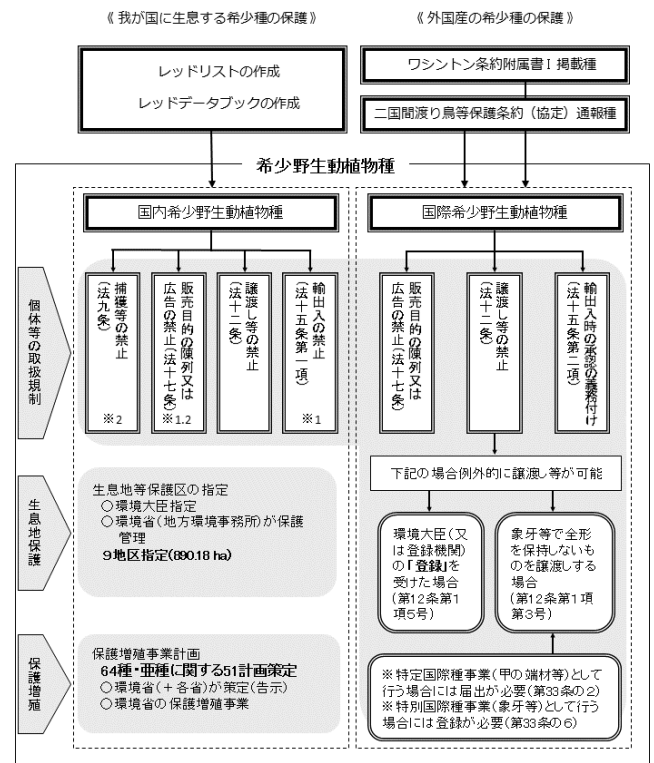 《 我が国に生息する希少種の保護 》
《 外国産の希少種の保護 》
レッドリストの作成
レッドデータブックの作成
ワシントン条約附属書Ⅰ掲載種
二国間渡り鳥等保護条約（協定）通報種
希少野生動植物種
国内希少野生動植物種
国際希少野生動植物種
個体等の取扱規制
捕獲等の禁止
（法九条）
※2
販売目的の陳列又は
広告の禁止（法十七条）
※1.2
譲渡し等の禁止
（法十二条）
輸出入の禁止
（法十五条第一項）
※1
販売目的の陳列又は
広告の禁止（法十七条）
譲渡し等の禁止
（法十二条）
輸出入時の承認の義務付け
（法十五条第二項）
下記の場合例外的に譲渡し等が可能
生息地保護
生息地等保護区の指定
○環境大臣指定
○環境省（地方環境事務所）が保護
管理
９地区指定(890.18 ha)
環境大臣（又
は登録機関）
の「登録」を
受けた場合
（第12条第１
項５号）
象牙等で全形
を保持しないも
のを譲渡しする
場合
（第12条第１項
第３号）
保護増殖
保護増殖事業計画
64種・亜種に関する51計画策定
○環境省（＋各省）が策定（告示）
○環境省の保護増殖事業
※特定国際種事業（甲の端材等）として
行う場合には届出が必要（第33条の２）
※特別国際種事業（象牙等）として行う
場合には登録が必要（第33条の６）